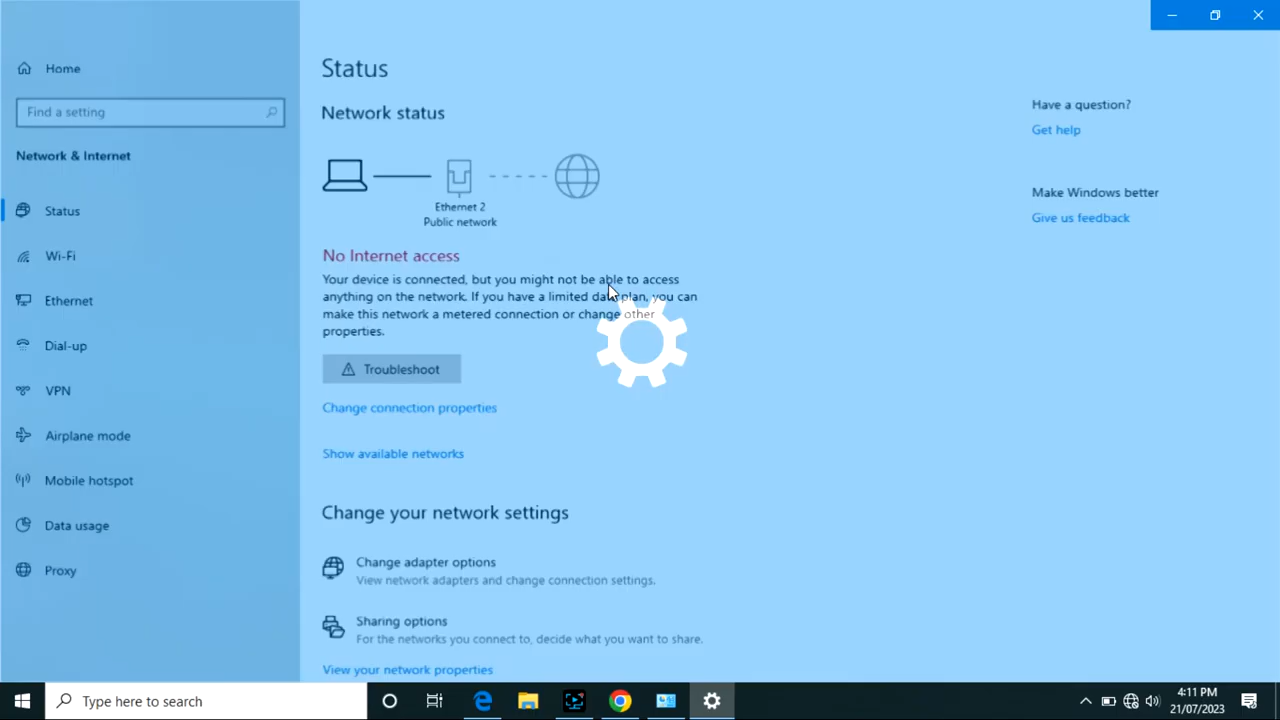 Home
Find a setting
Network & Internet
Status
Wi-Fi
Ethernet
Dial-up
VPN
Airplane mode
Mobile hotspot
Data usage
Proxy
Status
Network status
Ethernet 2
Public network
No Internet access
Your device is connected, but you might not be able to access
anything on the network. If you have a limited data plan, you can
make this network a metered connection or change other
properties.
Troubleshoot
Change connection properties
Show available networks
Change your network settings
Change adapter options
View network adapters and change connection settings.
Sharing options
For the networks you connect to, decide what you want to share.
View your network properties
Have a question?
Get help
Make Windows better
Give us feedback
Type here to search
4:11 PM
21/07/2023